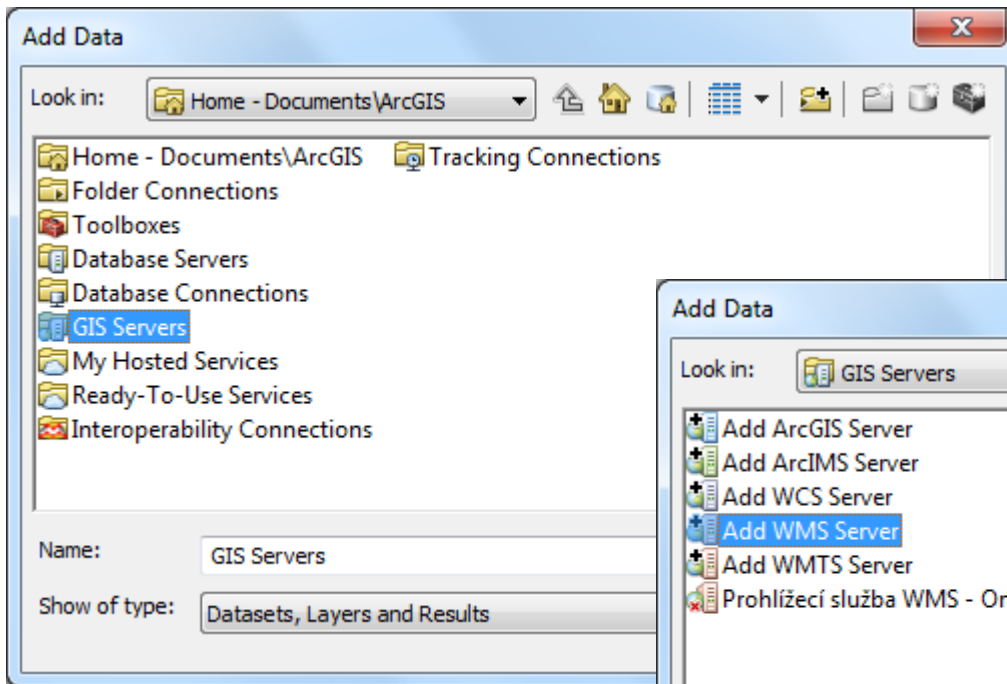 Add Data
Look in: Home - Documents\ArcGIS
Home - Documents\ArcGIS Tracking Connections
Folder Connections
Toolboxes
Database Servers
Database Connections
GIS Servers
My Hosted Services
Ready-To-Use Services
Interoperability Connections
Name: GIS Servers
Show of type: Datasets, Layers and Results
Add Data
Look in: GIS Servers
Add ArcGIS Server
Add ArcIMS Server
Add WCS Server
Add WMS Server
Add WMTS Server
Prohlížecí služba WMS - Or